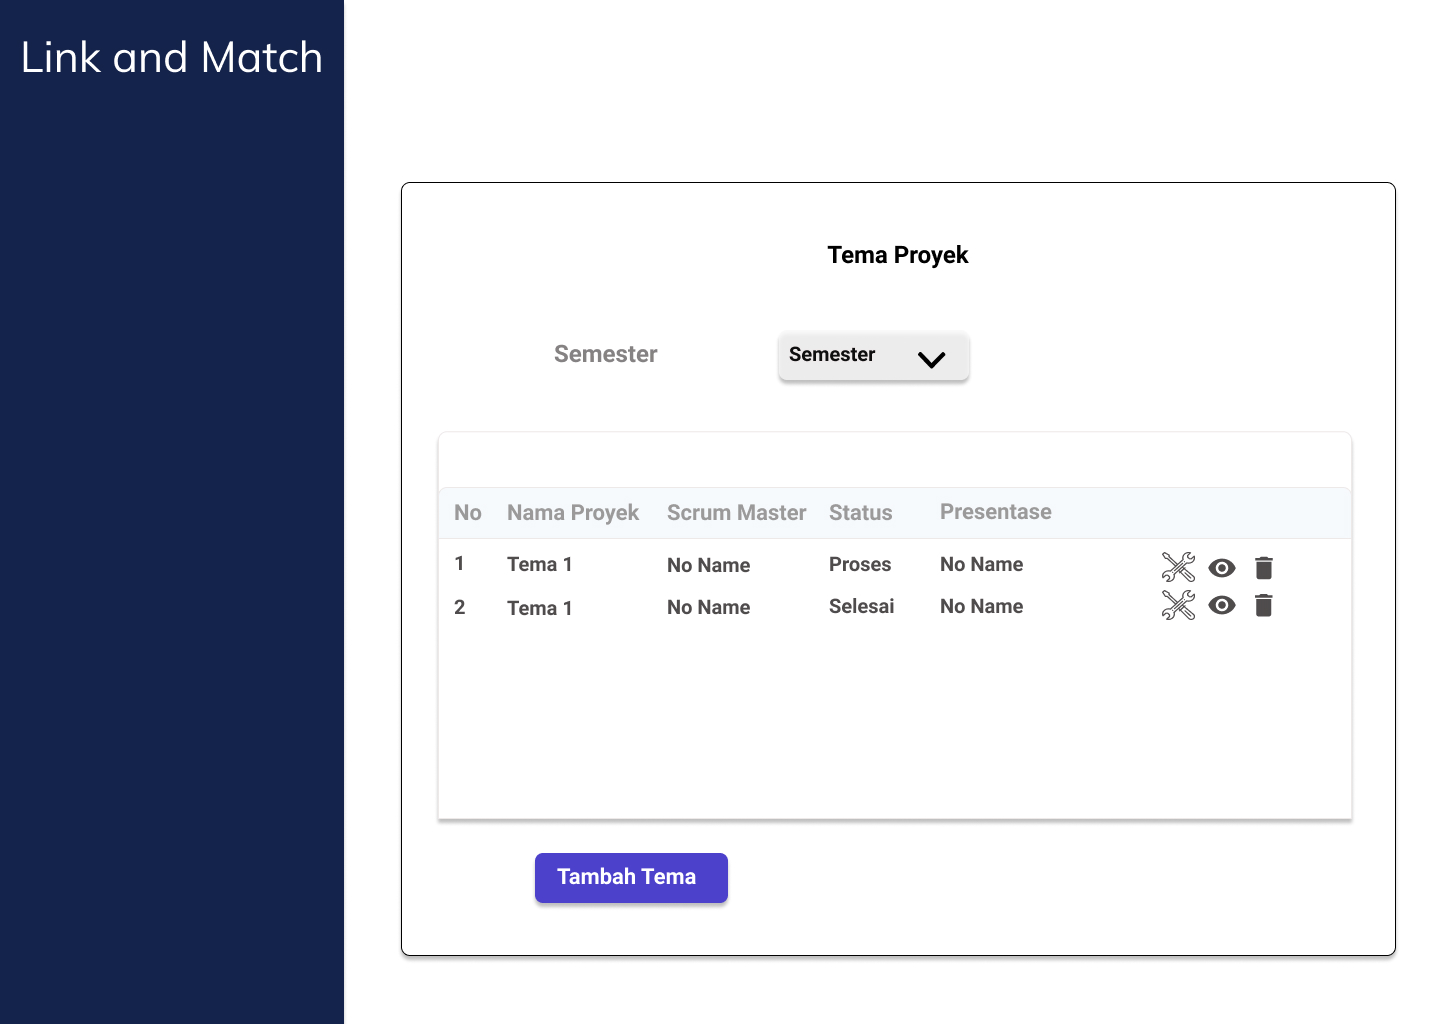 Link and Match
Tema Proyek
Semester Semester
No Nama Proyek Scrum Master Status Presentase
1 Tema 1 No Name Proses No Name
2 Tema 1 No Name Selesai No Name
Tambah Tema